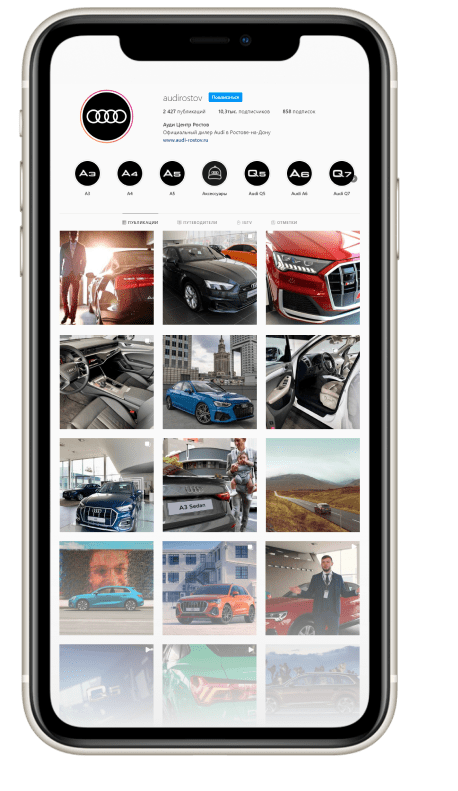 audirostov Подписаться
2 427 публикаций 10,3тыс. подписчиков 858 подписок
Ауди Центр Ростов
Официальный дилер Audi в Ростове-на-Дону
www.audi-rostov.ru
A3 A4 A5 Q5 A6 Q7
A3 A4 A5 Аксессуары Audi Q5 Audi A6 Audi Q7
ПУБЛИКАЦИИ ПУТЕВОДИТЕЛИ IGTV ОТМЕТКИ
A3 Sedan